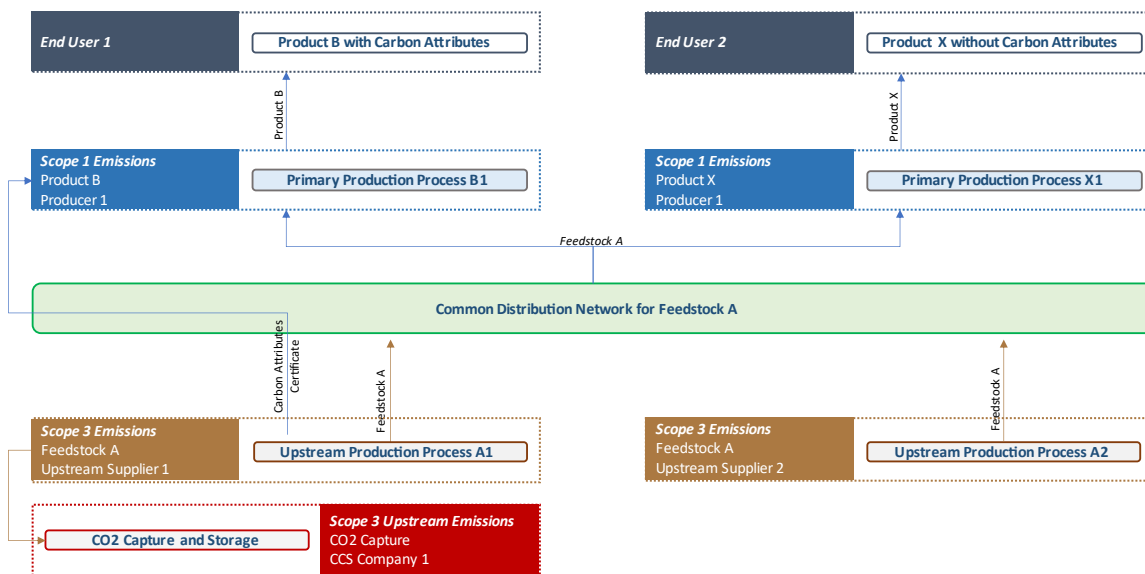 End User 1
Product B with Carbon Attributes
End User 2
Product X without Carbon Attributes
Product B
Product X
Scope 1 Emissions
Product B
Producer 1
Primary Production Process B1
Scope 1 Emissions
Product X
Producer 1
Primary Production Process X1
Feedstock A
Common Distribution Network for Feedstock A
Carbon Attributes
Certificate
Feedstock A
Feedstock A
Scope 3 Emissions
Feedstock A
Upstream Supplier 1
Upstream Production Process A1
Scope 3 Emissions
Feedstock A
Upstream Supplier 2
Upstream Production Process A2
CO2 Capture and Storage
Scope 3 Upstream Emissions
CO2 Capture
CCS Company 1